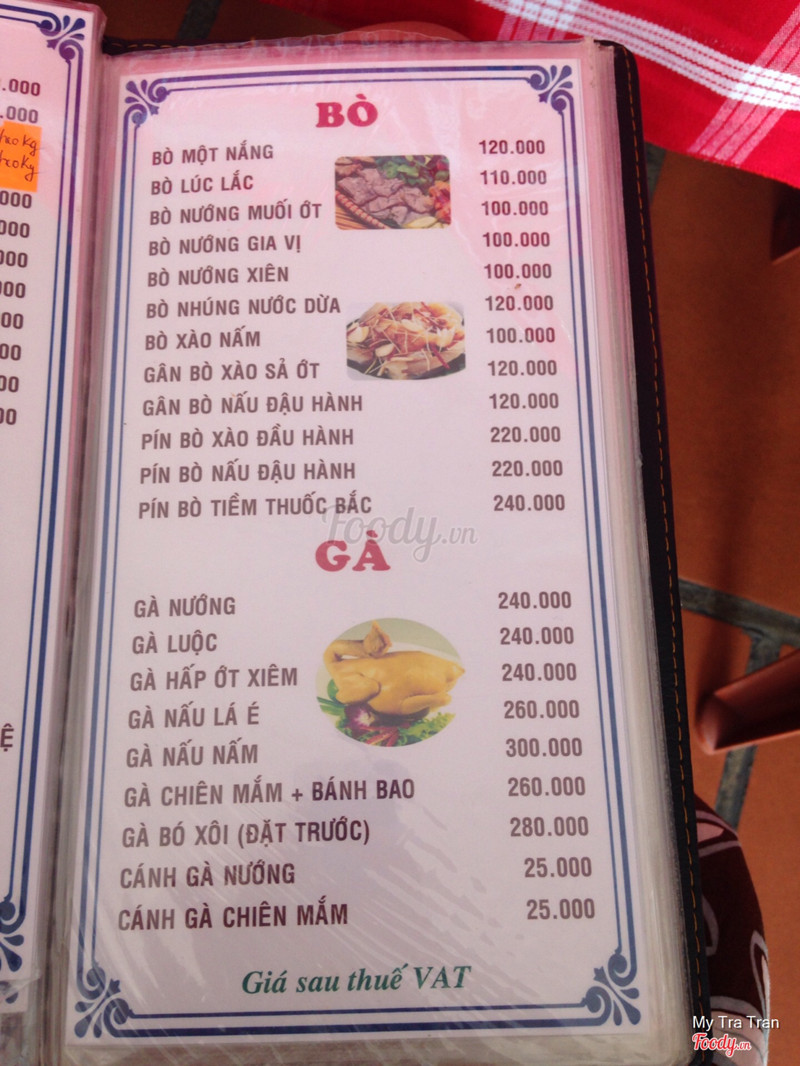 BÒ
BÒ MỘT NẮNG 120.000
BÒ LÚC LẮC 110.000
BÒ NƯỚNG MUỐI ỚT 100.000
BÒ NƯỚNG GIA VỊ 100.000
BÒ NƯỚNG XIÊN 100.000
BÒ NHÚNG NƯỚC DỪA 120.000
BÒ XÀO NẤM 100.000
GÂN BÒ XÀO SẢ ỚT 120.000
GÂN BÒ NẤU ĐẬU HÀNH 120.000
PÍN BÒ XÀO ĐẦU HÀNH 220.000
PÍN BÒ NẤU ĐẬU HÀNH 220.000
PÍN BÒ TIỀM THUỐC BẮC 240.000
Foody.vn
GÀ
GÀ NƯỚNG 240.000
GÀ LUỘC 240.000
GÀ HẤP ỚT XIÊM 240.000
GÀ NẤU LÁ É 260.000
GÀ NẤU NẤM 300.000
GÀ CHIÊN MẮM + BÁNH BAO 260.000
GÀ BÓ XÔI (ĐẶT TRƯỚC) 280.000
CÁNH GÀ NƯỚNG 25.000
CÁNH GÀ CHIÊN MẮM 25.000
Giá sau thuế VAT
My Tra Tran
Foody.vn